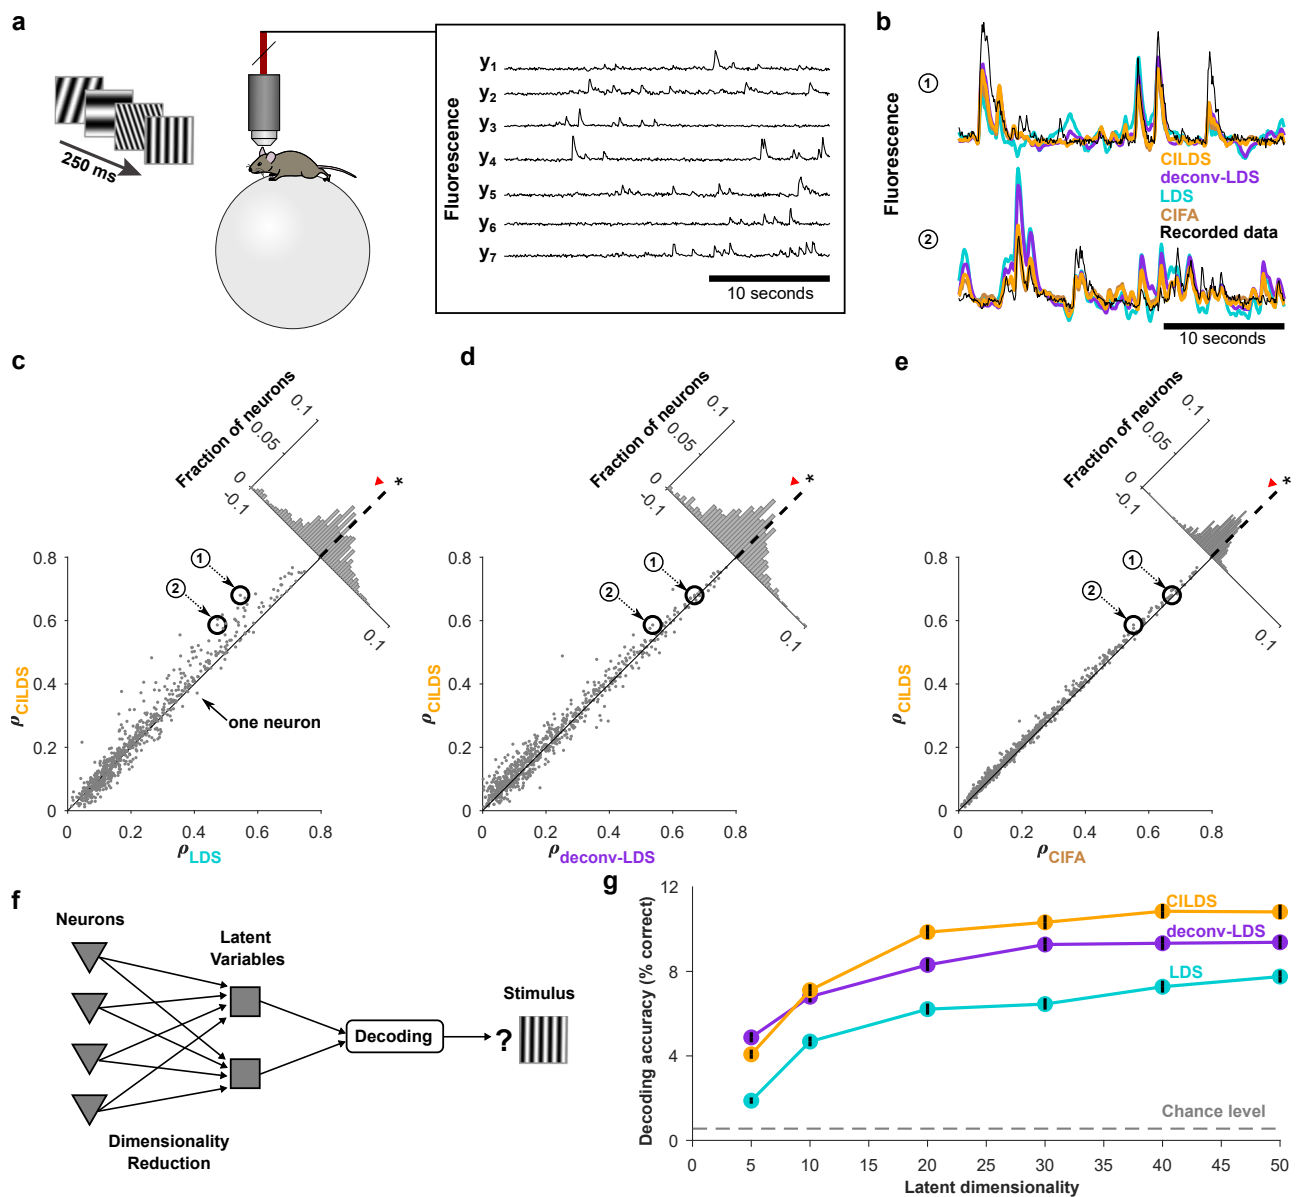 a
250 ms
Fluorescence
y1
y2
y3
y4
y5
y6
y7
10 seconds
b
Fluorescence
1
CILDS
deconv-LDS
LDS
CIFA
Recorded data
2
10 seconds
c
Fraction of neurons
0.1
0.05
0
-0.1
*
0.1
0.8
0.6
0.4
0.2
0
1
2
one neuron
ρCILDS
0
0.2
0.4
0.6
0.8
ρLDS
d
Fraction of neurons
0.1
0.05
0
-0.1
*
0.1
0.8
0.6
0.4
0.2
0
1
2
ρCILDS
0
0.2
0.4
0.6
0.8
ρdeconv-LDS
e
Fraction of neurons
0.1
0.05
0
-0.1
*
0.1
0.8
0.6
0.4
0.2
0
1
2
ρCILDS
0
0.2
0.4
0.6
0.8
ρCIFA
f
Neurons
Latent
Variables
Decoding
Stimulus
?
Dimensionality
Reduction
g
Decoding accuracy (% correct)
12
8
4
0
CILDS
deconv-LDS
LDS
Chance level
0
5
10
15
20
25
30
35
40
45
50
Latent dimensionality